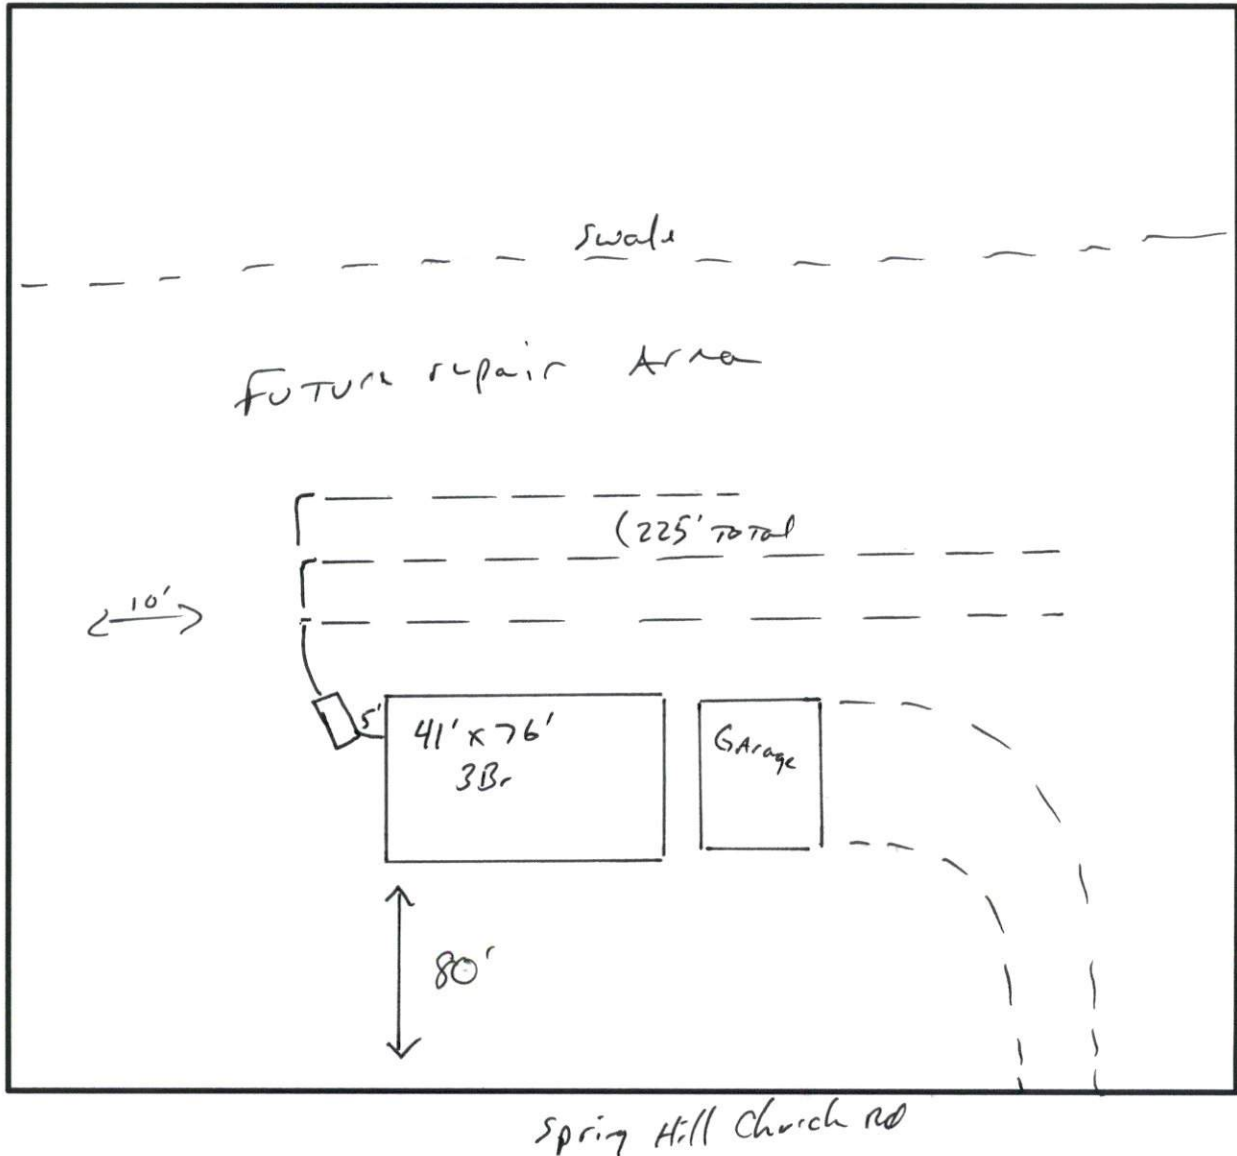 Swale
Future repair Area
(225' Total
10'
5'
41' x 76'
3Br
Garage
80'
Spring Hill Church Rd